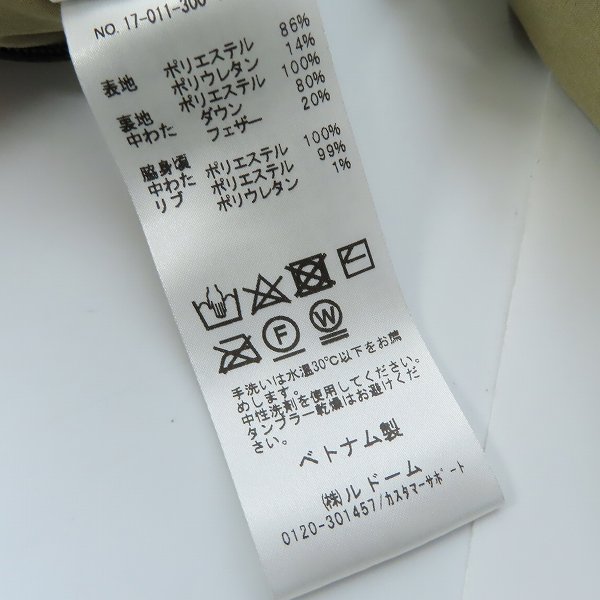 NO. 17-011-300
表地 ポリエステル 86%
ポリウレタン 14%
裏地 ポリエステル 100%
中わた ダウン 80%
フェザー 20%
脇身頃
中わた ポリエステル 100%
リブ ポリエステル 99%
ポリウレタン 1%
F W
手洗いは水温30℃以下をお薦
めします。
中性洗剤を使用してください。
タンブラー乾燥はお避けくだ
さい。
ベトナム製
㈱ルドーム
0120-301457/カスタマーサポート